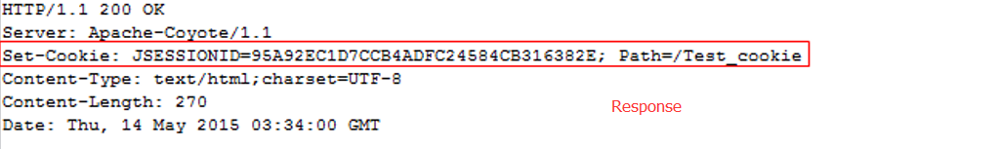 HTTP/1.1 200 OK
Server: Apache-Coyote/1.1
Set-Cookie: JSESSIONID=95A92EC1D7CCB4ADFC24584CB316382E; Path=/Test_cookie
Content-Type: text/html;charset=UTF-8
Content-Length: 270
Response
Date: Thu, 14 May 2015 03:34:00 GMT